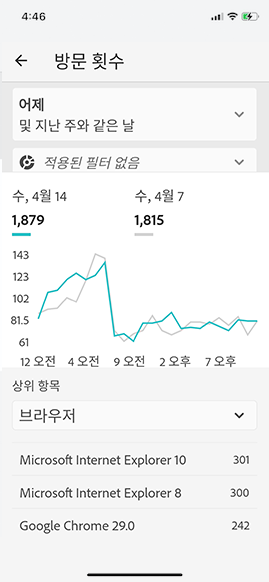 4:46
방문 횟수
어제
및 지난 주와 같은 날
적용된 필터 없음
수, 4월 14
수, 4월 7
1,879
1,815
143
123
102
81.5
61
12 오전 4 오전 9 오전 2 오후 7 오후
상위 항목
브라우저
Microsoft Internet Explorer 10 301
Microsoft Internet Explorer 8 300
Google Chrome 29.0 242